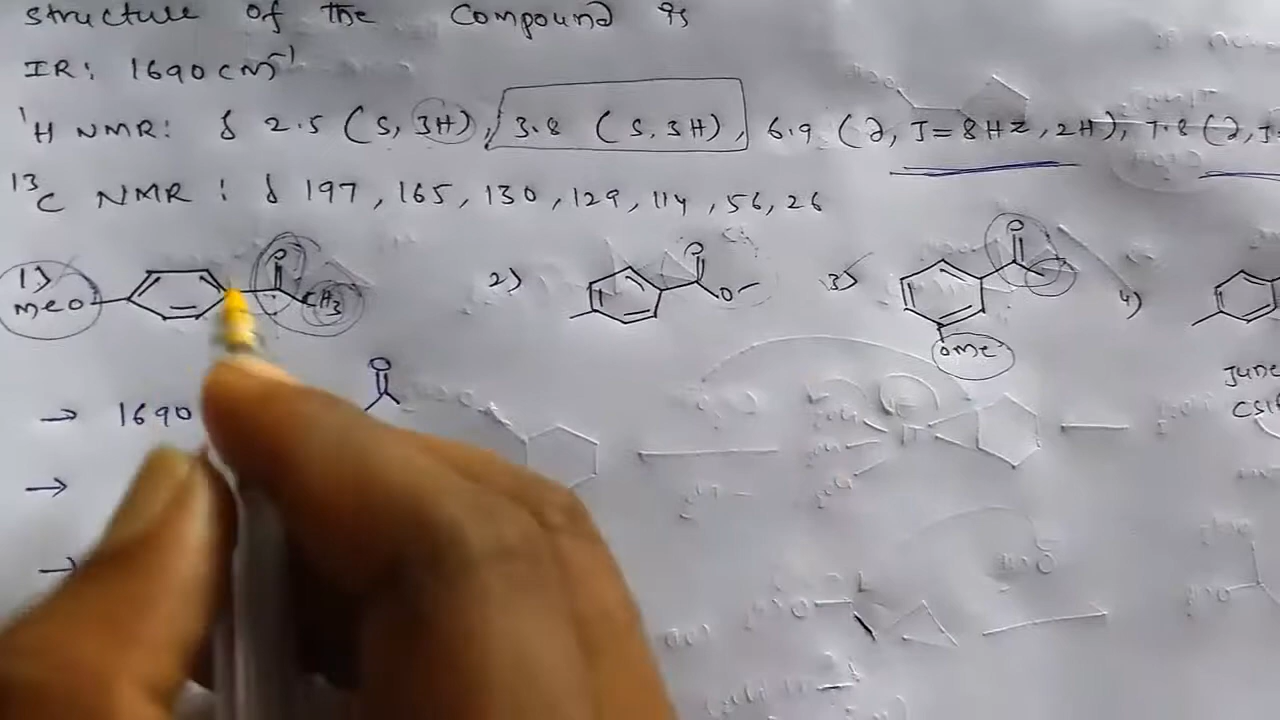 structure of the Compound is
IR: 1690 cm⁻¹
¹H NMR: δ 2.5 (s, 3H), 3.8 (s, 3H), 6.9 (d, J=8Hz, 2H), 7.8 (d, J=
¹³C NMR: δ 197, 165, 130, 129, 114, 56, 26
1) 2) 3) 4)
MeO O CH3 O O O OMe
→ 1690 O
June
CSI
→
→